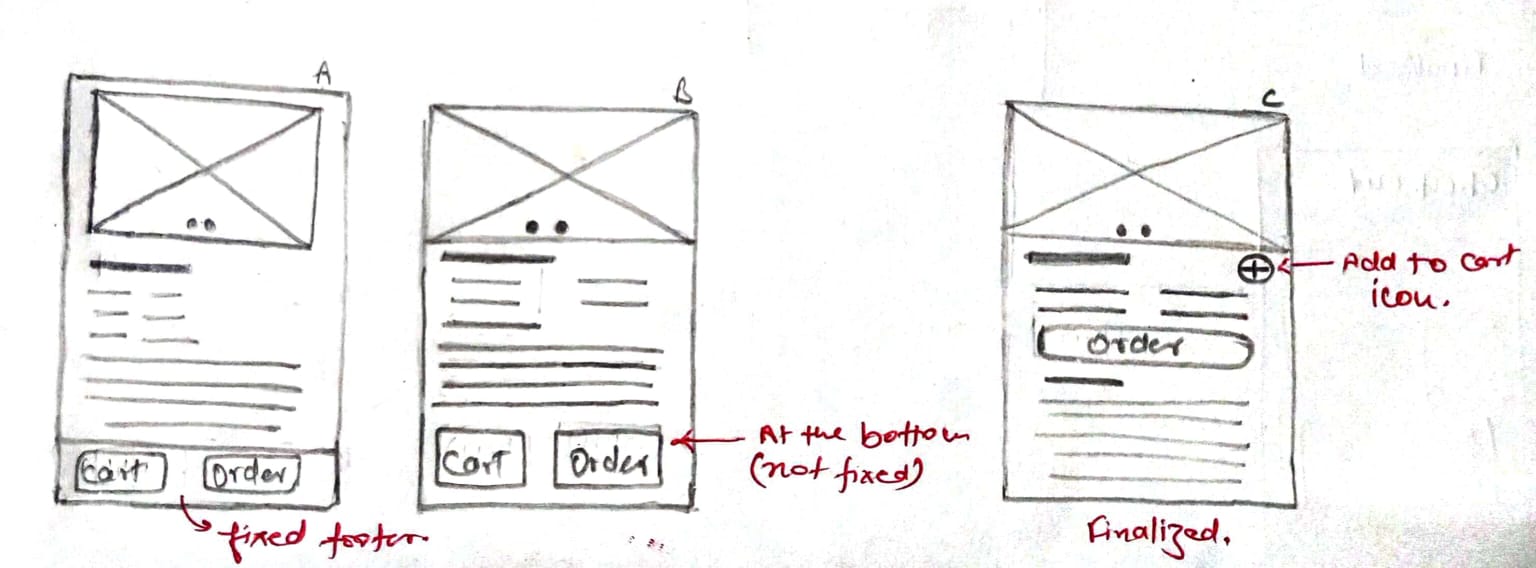 A
Cart
Order
fixed footer
B
Cart
Order
At the bottom
(not fixed)
C
Add to cart
icon.
Order
Finalized.